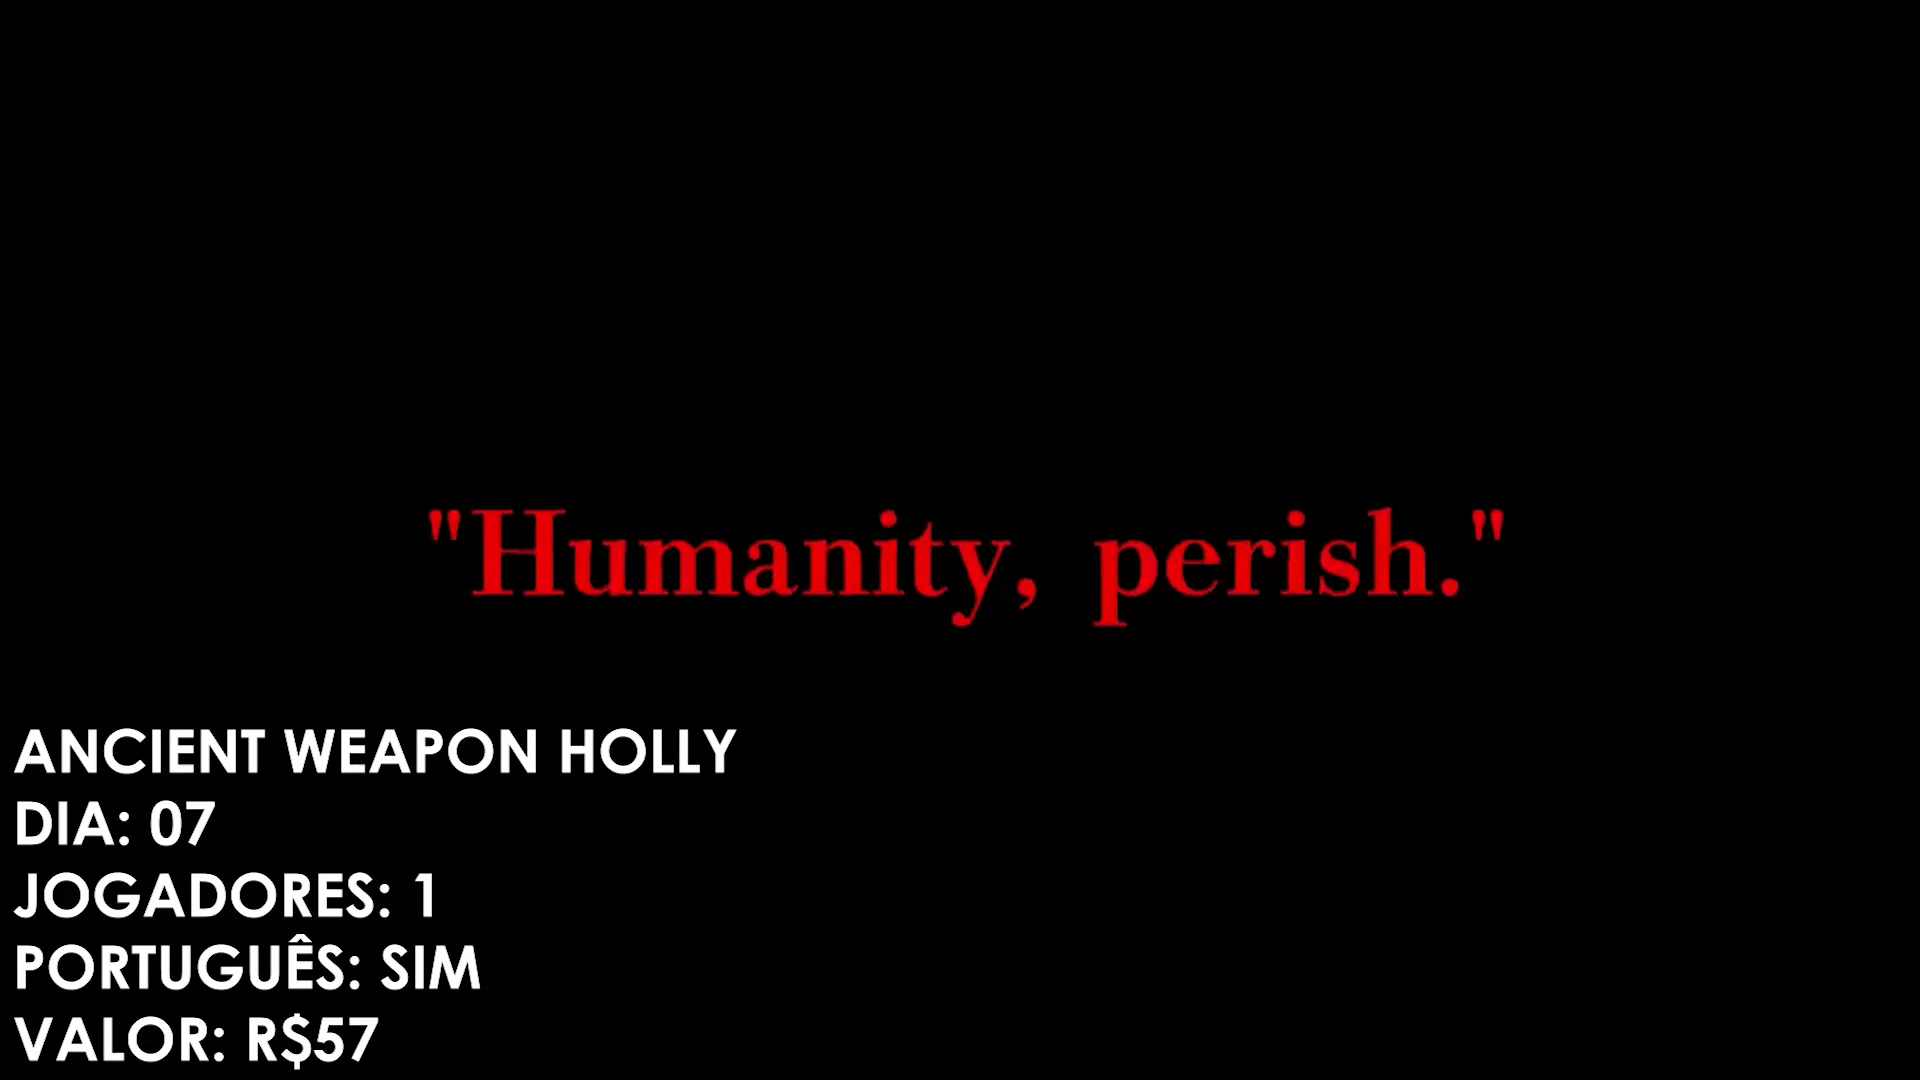 "Humanity, perish."
ANCIENT WEAPON HOLLY
DIA: 07
JOGADORES: 1
PORTUGUÊS: SIM
VALOR: R$57